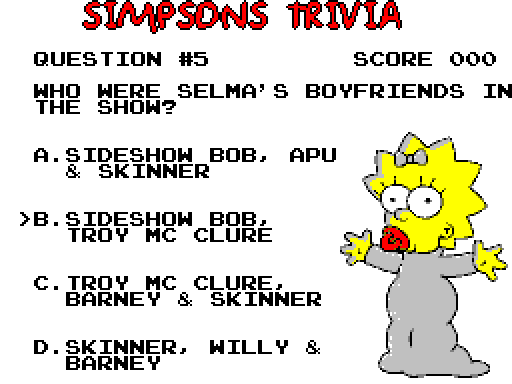 SIMPSONS TRIVIA
QUESTION #5 SCORE 000
WHO WERE SELMA'S BOYFRIENDS IN
THE SHOW?
A.SIDESHOW BOB, APU
& SKINNER
>B.SIDESHOW BOB,
TROY MC CLURE
C.TROY MC CLURE,
BARNEY & SKINNER
D.SKINNER, WILLY &
BARNEY